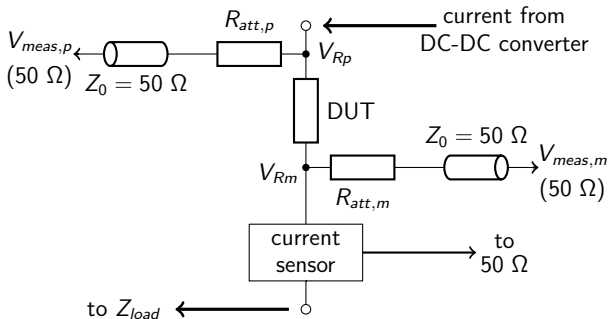 R_att,p
current from
DC-DC converter
V_meas,p
(50 Ω)
Z_0 = 50 Ω
V_Rp
DUT
Z_0 = 50 Ω
V_meas,m
(50 Ω)
V_Rm
R_att,m
current
sensor
to
50 Ω
to Z_load